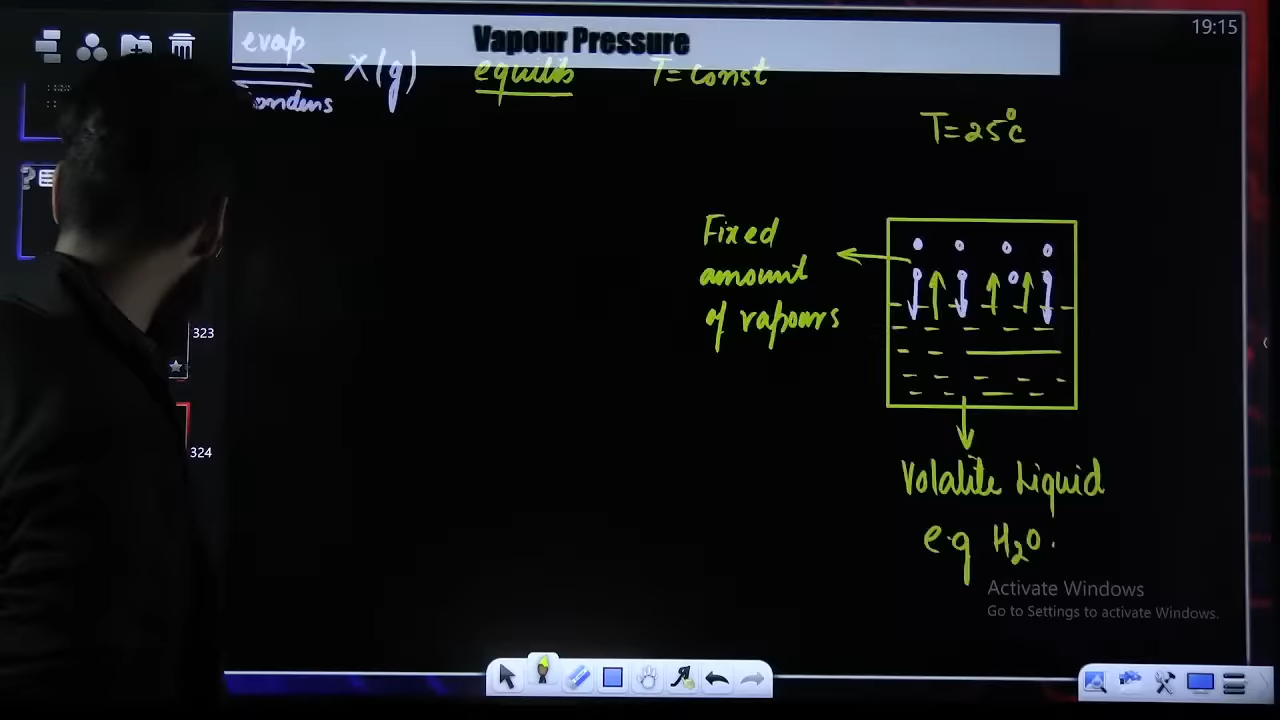 19:15
Vapour Pressure
evap
X(g)
condens
equilib T = const
T = 25°C
Fixed
amount
of vapours
323
324
Volatile Liquid
e.g H₂O.
Activate Windows
Go to Settings to activate Windows.